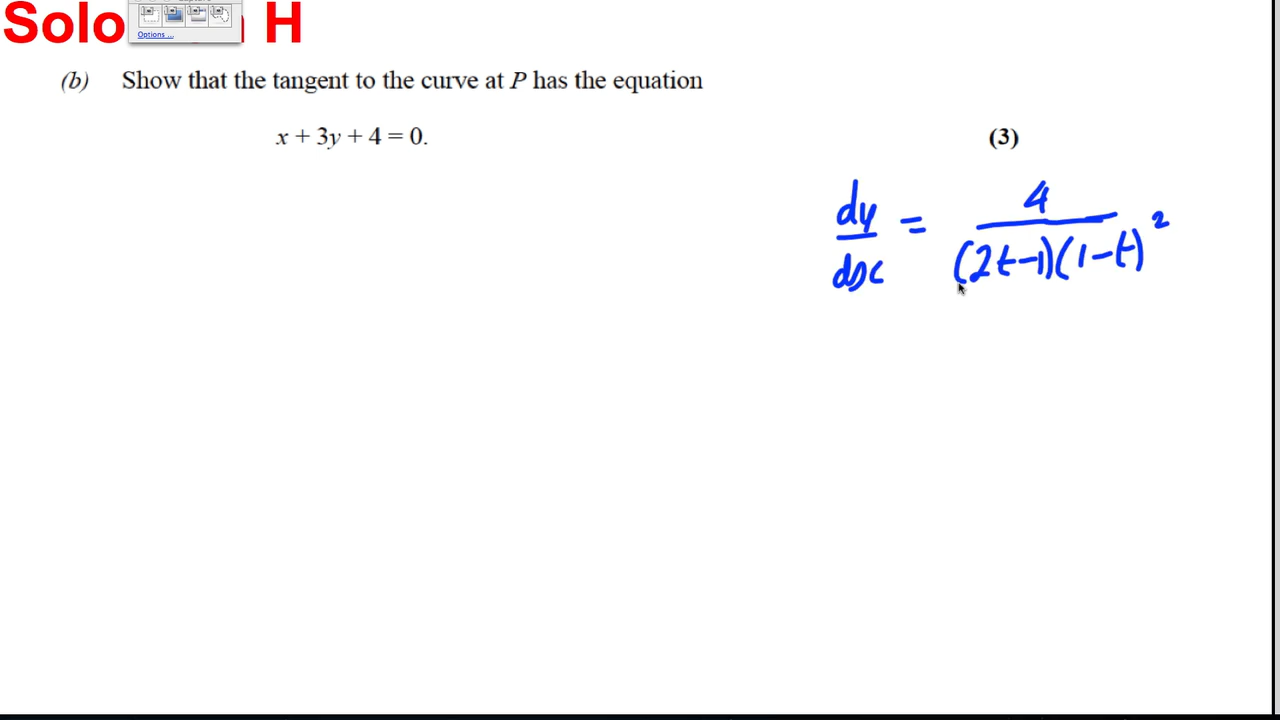 Solo H
Options ...
(b) Show that the tangent to the curve at P has the equation
x + 3y + 4 = 0.
(3)
dy/dx = 4/((2t-1)(1-t)²)